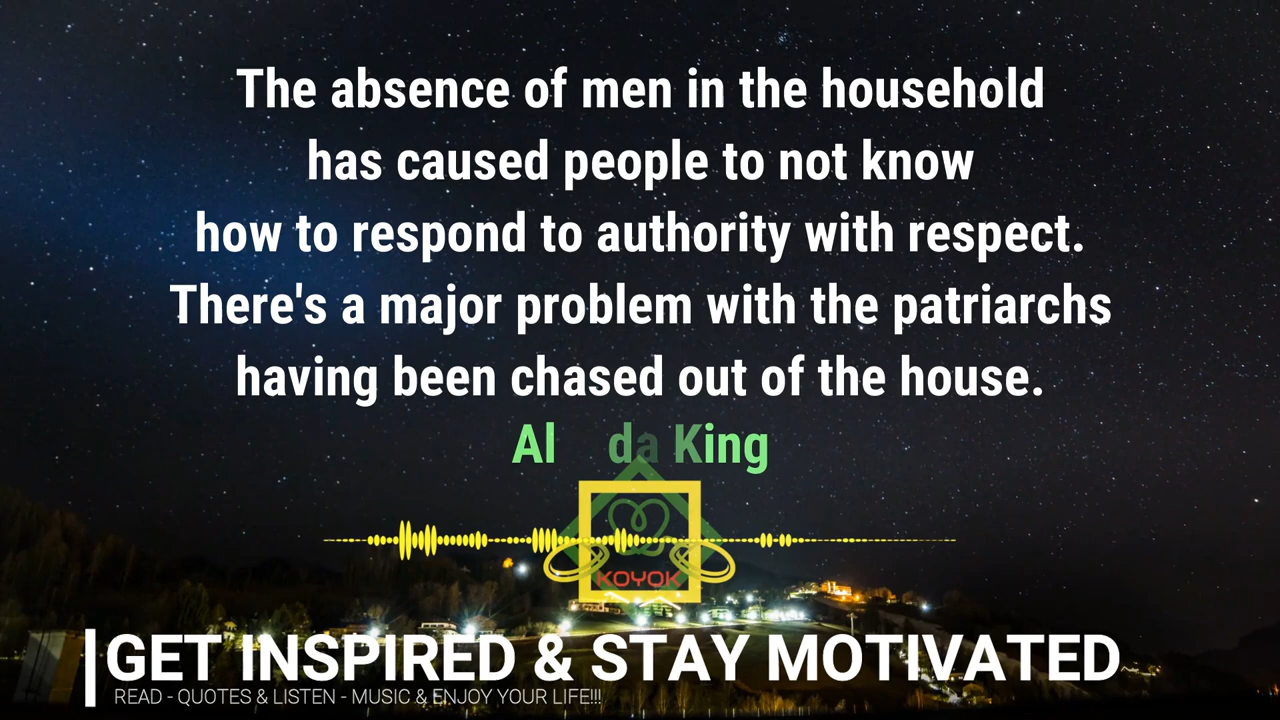 The absence of men in the household
has caused people to not know
how to respond to authority with respect.
There's a major problem with the patriarchs
having been chased out of the house.
Al da King
KOYOK
GET INSPIRED & STAY MOTIVATED
READ - QUOTES & LISTEN - MUSIC & ENJOY YOUR LIFE!!!